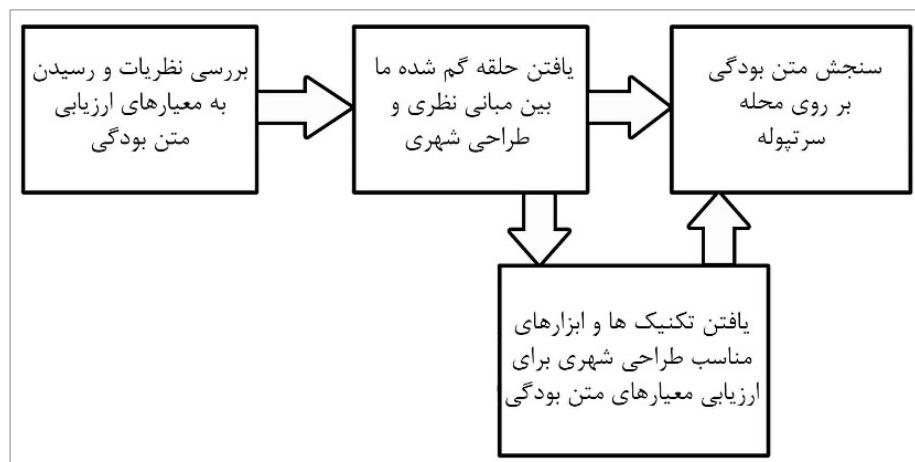 بررسی نظریات و رسیدن
به معیارهای ارزیابی
متن بودگی
یافتن حلقه گم شده ما
بین مبانی نظری و
طراحی شهری
سنجش متن بودگی
بر روی محله
سرتپوله
یافتن تکنیک ها و ابزارهای
مناسب طراحی شهری برای
ارزیابی معیارهای متن بودگی